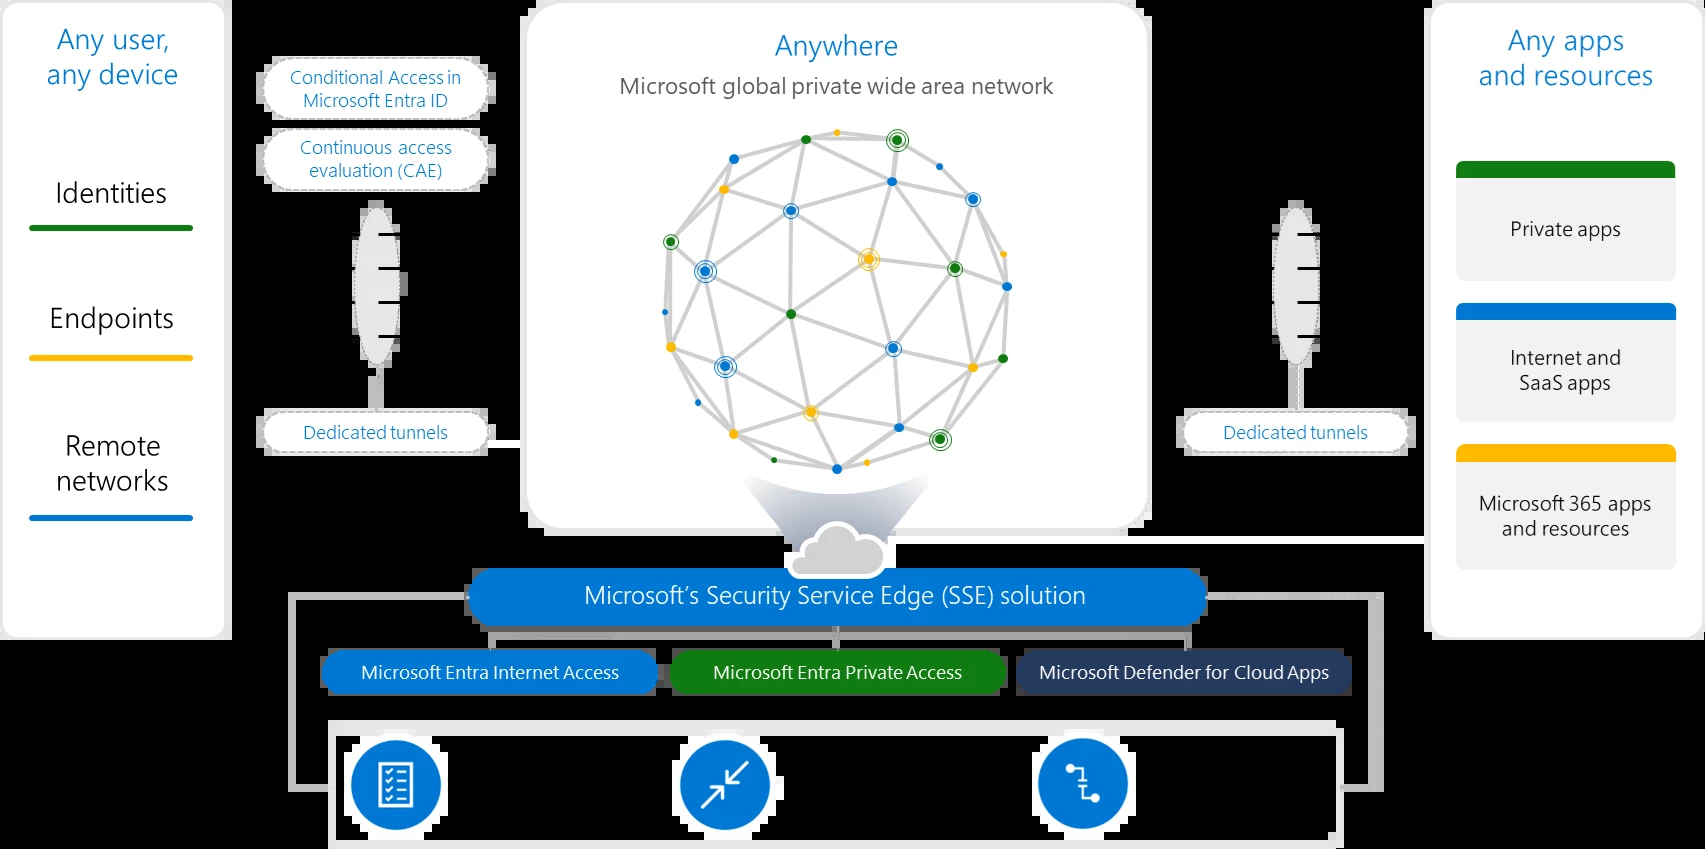 Any user,
any device
Identities
Endpoints
Remote
networks
Conditional Access in
Microsoft Entra ID
Continuous access
evaluation (CAE)
Dedicated tunnels
Anywhere
Microsoft global private wide area network
Dedicated tunnels
Any apps
and resources
Private apps
Internet and
SaaS apps
Microsoft 365 apps
and resources
Microsoft’s Security Service Edge (SSE) solution
Microsoft Entra Internet Access
Microsoft Entra Private Access
Microsoft Defender for Cloud Apps